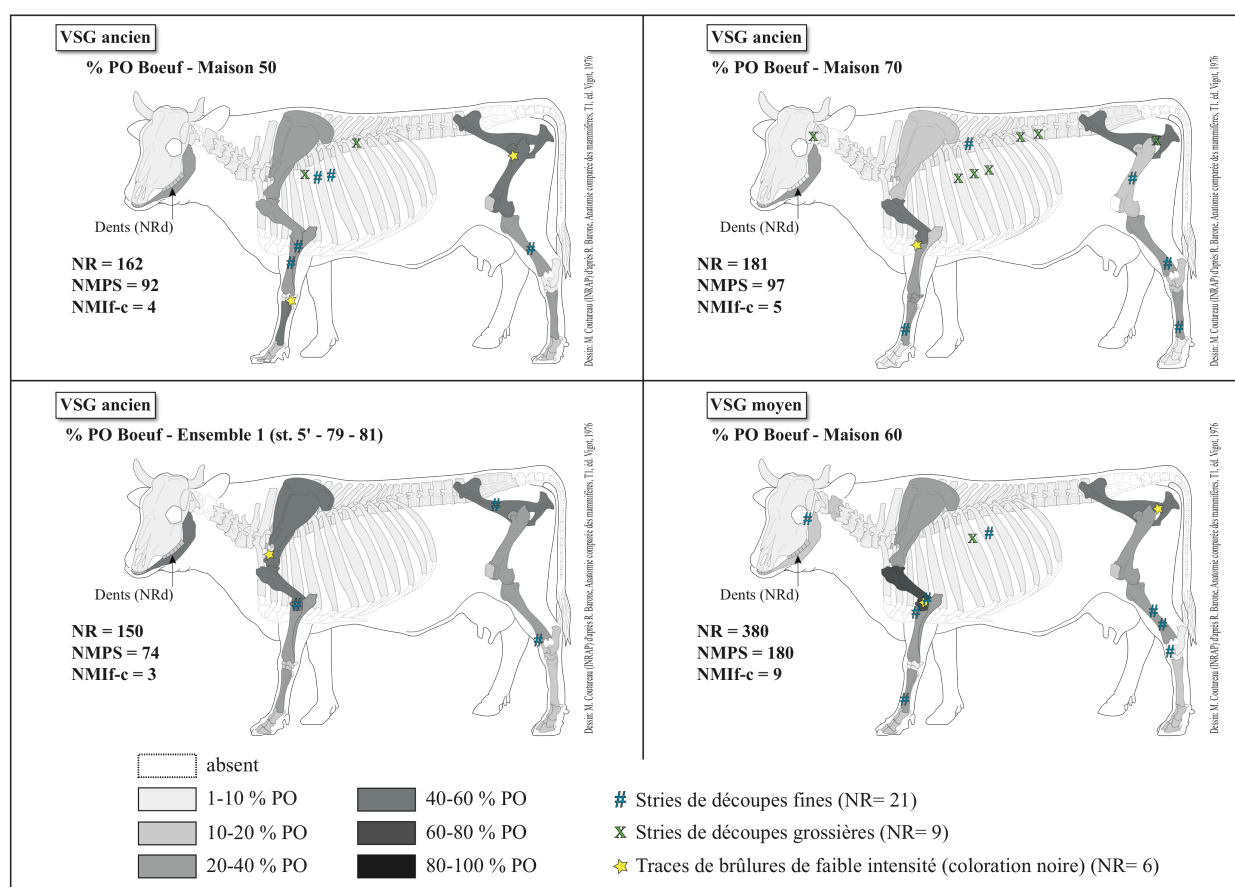 VSG ancien
% PO Boeuf - Maison 50
Dents (NRd)
NR = 162
NMPS = 92
NMIf-c = 4
Dessin: M. Coutureau (INRAP) d'après R. Barone, Anatomie comparée des mammifères, T1, éd. Vigot, 1976
VSG ancien
% PO Boeuf - Maison 70
Dents (NRd)
NR = 181
NMPS = 97
NMIf-c = 5
Dessin: M. Coutureau (INRAP) d'après R. Barone, Anatomie comparée des mammifères, T1, éd. Vigot, 1976
VSG ancien
% PO Boeuf - Ensemble 1 (st. 5' - 79 - 81)
Dents (NRd)
NR = 150
NMPS = 74
NMIf-c = 3
Dessin: M. Coutureau (INRAP) d'après R. Barone, Anatomie comparée des mammifères, T1, éd. Vigot, 1976
VSG moyen
% PO Boeuf - Maison 60
Dents (NRd)
NR = 380
NMPS = 180
NMIf-c = 9
Dessin: M. Coutureau (INRAP) d'après R. Barone, Anatomie comparée des mammifères, T1, éd. Vigot, 1976
absent
1-10 % PO
10-20 % PO
20-40 % PO
40-60 % PO
60-80 % PO
80-100 % PO
# Stries de découpes fines (NR= 21)
X Stries de découpes grossières (NR= 9)
Traces de brûlures de faible intensité (coloration noire) (NR= 6)